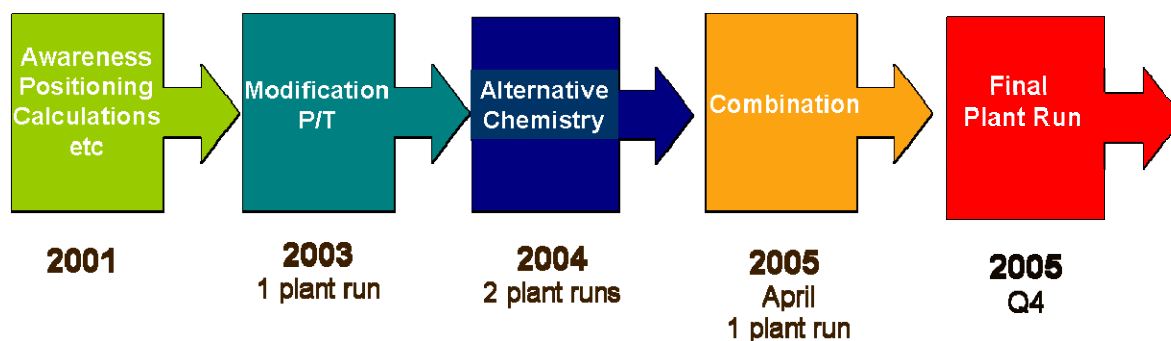 Awareness
Positioning
Calculations
etc
Modification
P/T
Alternative
Chemistry
Combination
Final
Plant Run
2001
2003
1 plant run
2004
2 plant runs
2005
April
1 plant run
2005
Q4